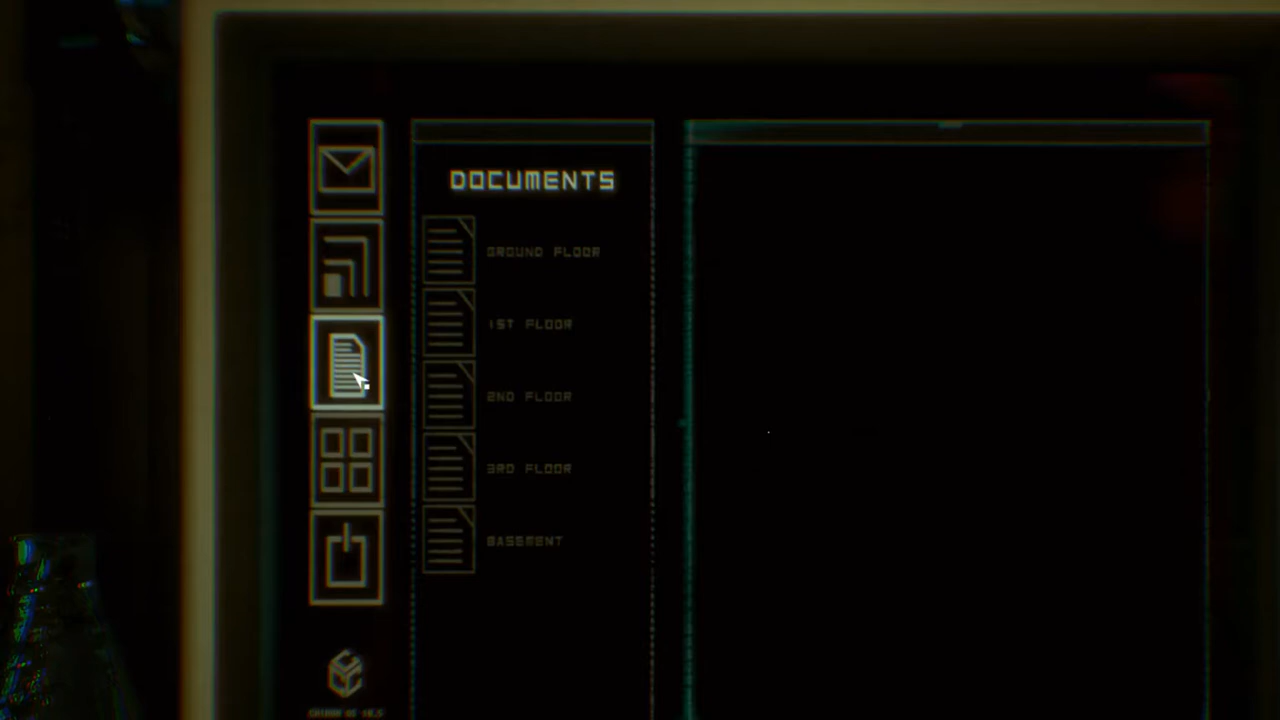 DOCUMENTS
GROUND FLOOR
1ST FLOOR
2ND FLOOR
3RD FLOOR
BASEMENT